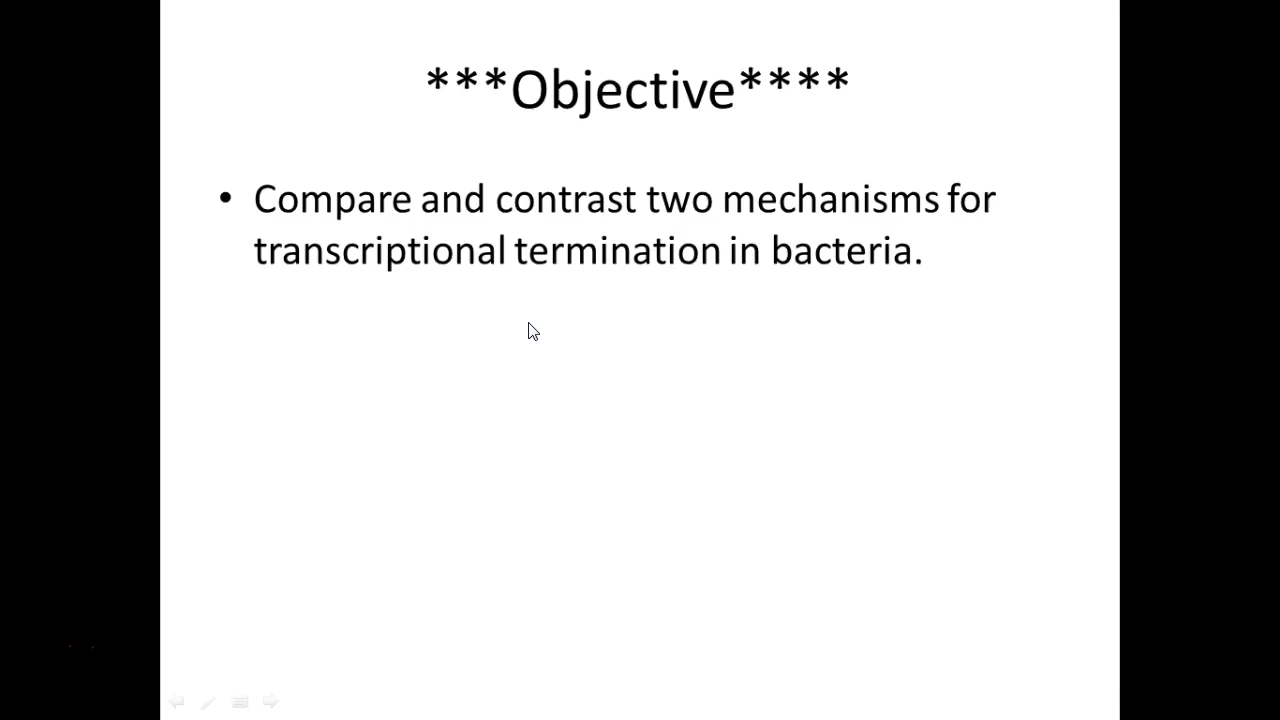 ***Objective****
• Compare and contrast two mechanisms for
transcriptional termination in bacteria.